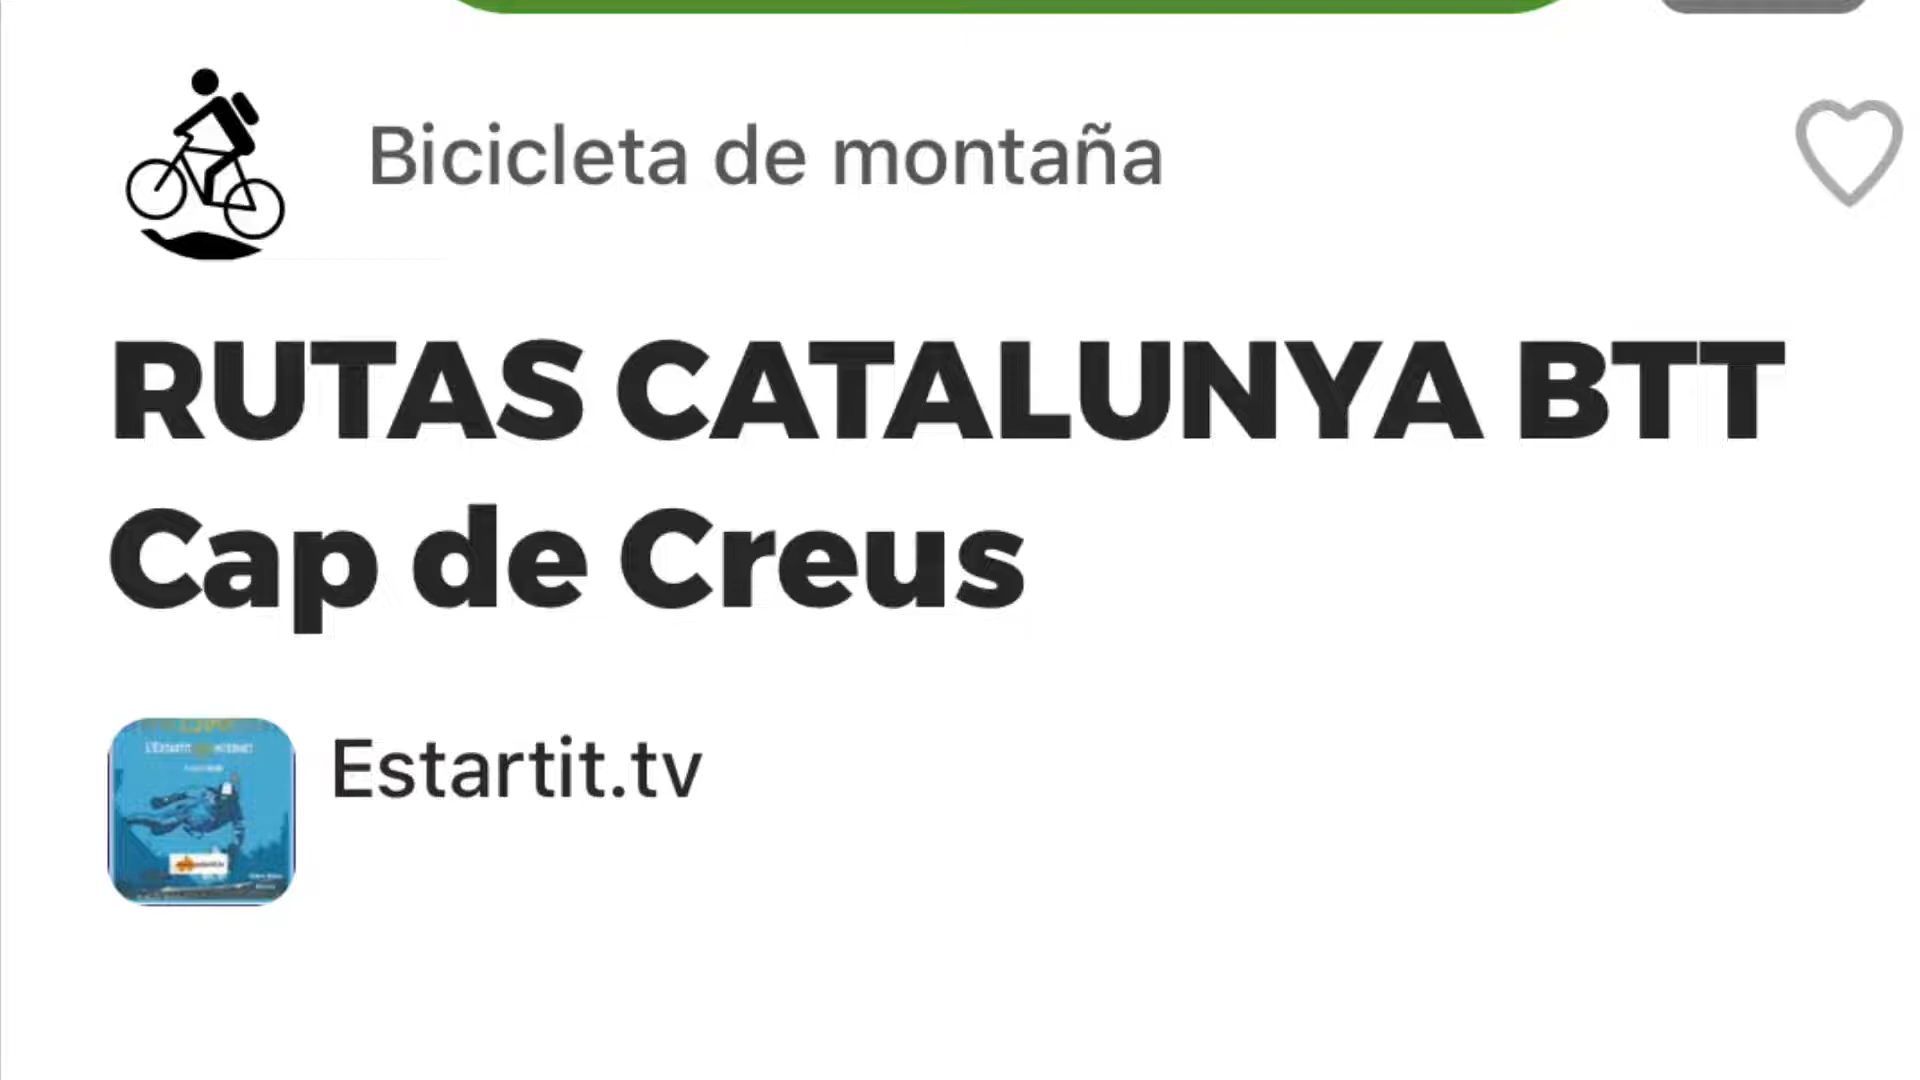 Bicicleta de montaña
RUTAS CATALUNYA BTT
Cap de Creus
Estartit.tv